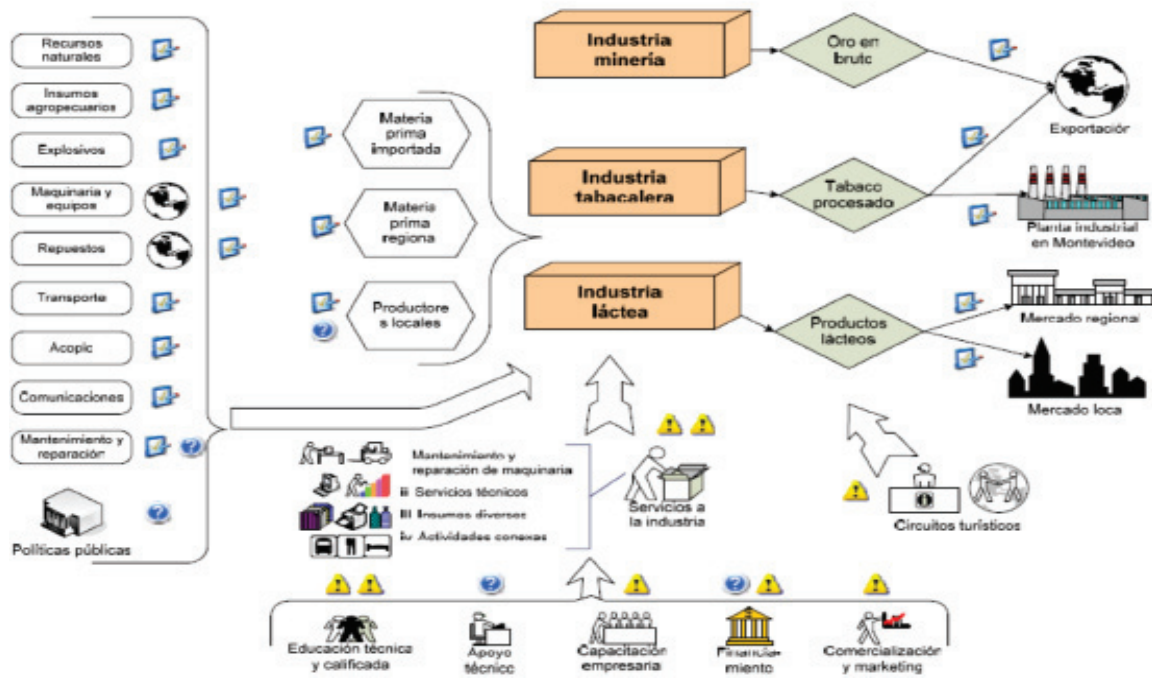 Recursos
naturales
Insumos
agropecuarios
Explosivos
Maquinaria y
equipos
Repuestos
Transporte
Acopic
Comunicaciones
Mantenimiento y
reparación
Políticas públicas
Materia
prima
importada
Materia
prima
regiona
Productore
s locales
Industria
minería
Industria
tabacalera
Industria
láctea
Oro en
bruto
Tabaco
procesado
Productos
lácteos
Exportación
Planta industrial
en Montevideo
Mercado regional
Mercado loca
Mantenimiento y
reparación de maquinaria
ii Servicios técnicos
iii Insumos diversos
iv Actividades conexas
Servicios a
la industria
Circuitos turísticos
Educación técnica
y calificada
Apoyo
técnico
Capacitación
empresaria
Financia-
miento
Comercialización
y marketing